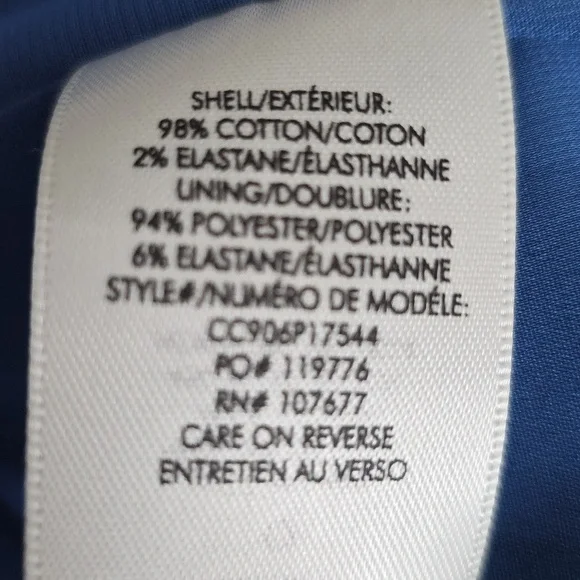 SHELL/EXTÉRIEUR:
98% COTTON/COTON
2% ELASTANE/ÉLASTHANNE
LINING/DOUBLURE:
94% POLYESTER/POLYESTER
6% ELASTANE/ÉLASTHANNE
STYLE#/NUMÉRO DE MODÉLE:
CC906P17544
PO# 119776
RN# 107677
CARE ON REVERSE
ENTRETIEN AU VERSO